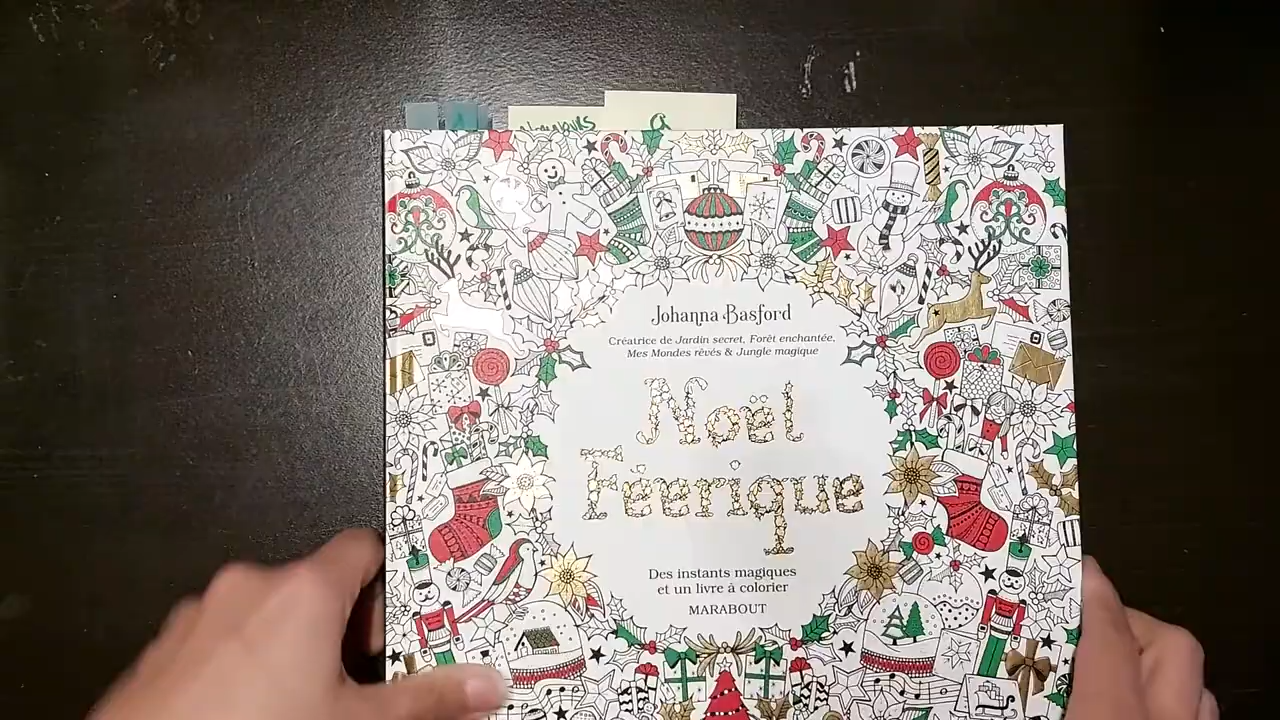 Johanna Basford
Créatrice de Jardin secret, Forêt enchantée,
Mes Mondes rêvés & Jungle magique
Noël
Féerique
Des instants magiques
et un livre à colorier
MARABOUT